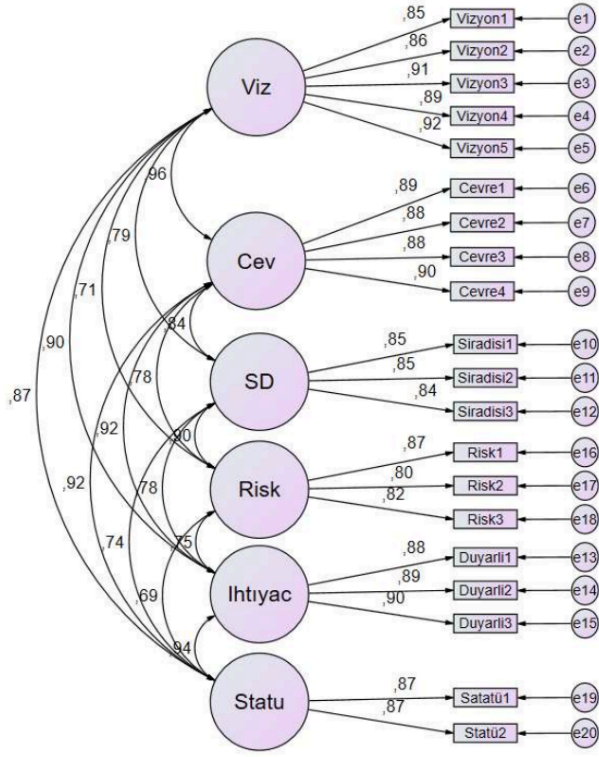 ,85 Vizyon1 e1
,86 Vizyon2 e2
Viz ,91 Vizyon3 e3
,89 Vizyon4 e4
,92 Vizyon5 e5
,96
,89 Cevre1 e6
,88 Cevre2 e7
,79
Cev ,88 Cevre3 e8
,71 ,90 Cevre4 e9
,84
,90 ,85 Siradisi1 e10
,87 ,78 SD ,85 Siradisi2 e11
,84 Siradisi3 e12
,92 ,90
,87 Risk1 e16
,92 ,78 Risk ,80 Risk2 e17
,82 Risk3 e18
,74 ,75
,88 Duyarli1 e13
,69 Ihtıyac ,89 Duyarli2 e14
,90 Duyarli3 e15
,94
Statu ,87 Satatü1 e19
,87 Statü2 e20